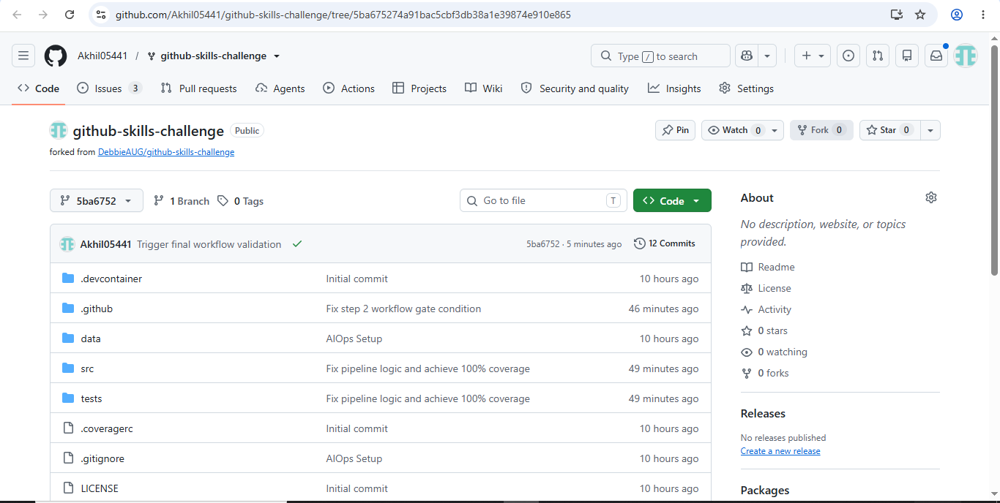 github.com/Akhil05441/github-skills-challenge/tree/5ba675274a91bac5cbf3db38a1e39874e910e865
Akhil05441 / github-skills-challenge
Type / to search
Code Issues 3 Pull requests Agents Actions Projects Wiki Security and quality Insights Settings
github-skills-challenge Public
Pin Watch 0 Fork 0 Star 0
forked from DebbieAUG/github-skills-challenge
5ba6752 1 Branch 0 Tags Go to file T Code
Akhil05441 Trigger final workflow validation 5ba6752 · 5 minutes ago 12 Commits
.devcontainer Initial commit 10 hours ago
.github Fix step 2 workflow gate condition 46 minutes ago
data AIOps Setup 10 hours ago
src Fix pipeline logic and achieve 100% coverage 49 minutes ago
tests Fix pipeline logic and achieve 100% coverage 49 minutes ago
.coveragerc Initial commit 10 hours ago
.gitignore AIOps Setup 10 hours ago
LICENSE Initial commit 10 hours ago
About
No description, website, or topics
provided.
Readme
License
Activity
0 stars
0 watching
0 forks
Releases
No releases published
Create a new release
Packages